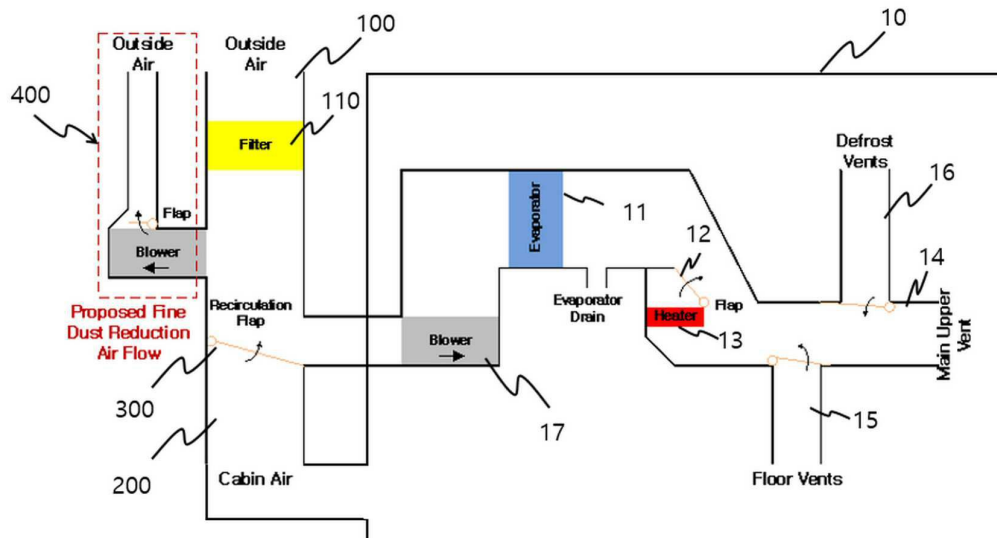 100
10
Outside
Air
Outside
Air
400
110
Filter
Defrost
Vents
16
Flap
Evaporator
11
12
14
Blower
Proposed Fine
Dust Reduction
Air Flow
Recirculation
Flap
Evaporator
Drain
Flap
Heater
13
Main Upper
Vent
300
Blower
17
15
200
Cabin Air
Floor Vents